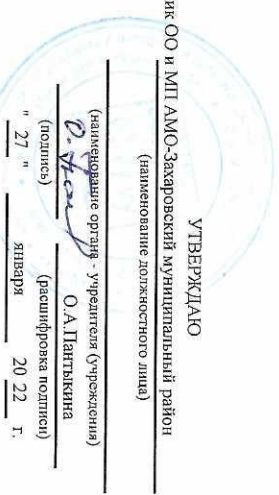 УТВЕРЖДАЮ
ик ОО и МП АМО-Захаровский муниципальный район
(наименование должностного лица)
(наименование органа - учредителя (учреждения)
О.А.Пантыкина
(подпись) (расшифровка подписи)
" 27 " января 20 22 г.